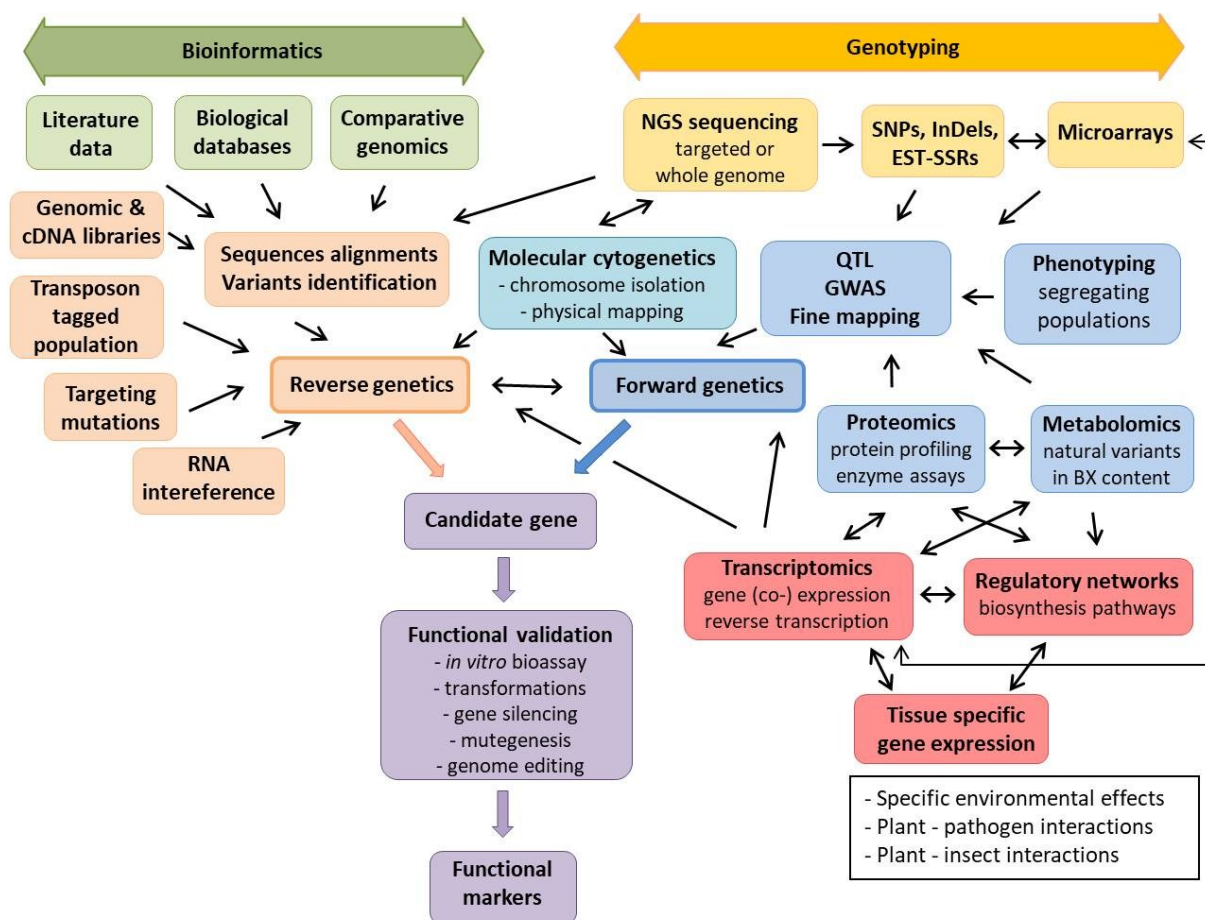 Bioinformatics
Genotyping
Literature
data
Biological
databases
Comparative
genomics
NGS sequencing
targeted or
whole genome
SNPs, InDels,
EST-SSRs
Microarrays
Genomic &
cDNA libraries
Sequences alignments
Variants identification
Molecular cytogenetics
- chromosome isolation
- physical mapping
QTL
GWAS
Fine mapping
Phenotyping
segregating
populations
Transposon
tagged
population
Targeting
mutations
RNA
intereference
Reverse genetics
Forward genetics
Proteomics
protein profiling
enzyme assays
Metabolomics
natural variants
in BX content
Candidate gene
Transcriptomics
gene (co-) expression
reverse transcription
Regulatory networks
biosynthesis pathways
Functional validation
- in vitro bioassay
- transformations
- gene silencing
- mutegenesis
- genome editing
Tissue specific
gene expression
- Specific environmental effects
- Plant - pathogen interactions
- Plant - insect interactions
Functional
markers